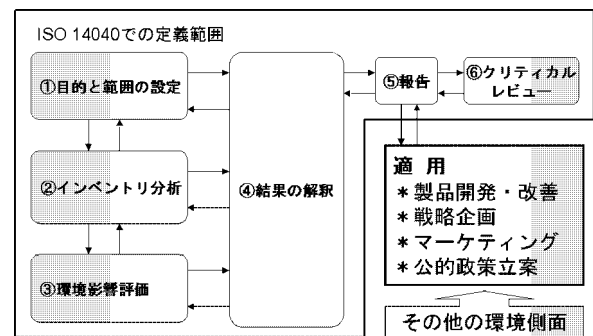 ISO 14040での定義範囲
①目的と範囲の設定
②インベントリ分析
③環境影響評価
④結果の解釈
⑤報告
⑥クリティカル
レビュー
適 用
＊製品開発・改善
＊戦略企画
＊マーケティング
＊公的政策立案
その他の環境側面